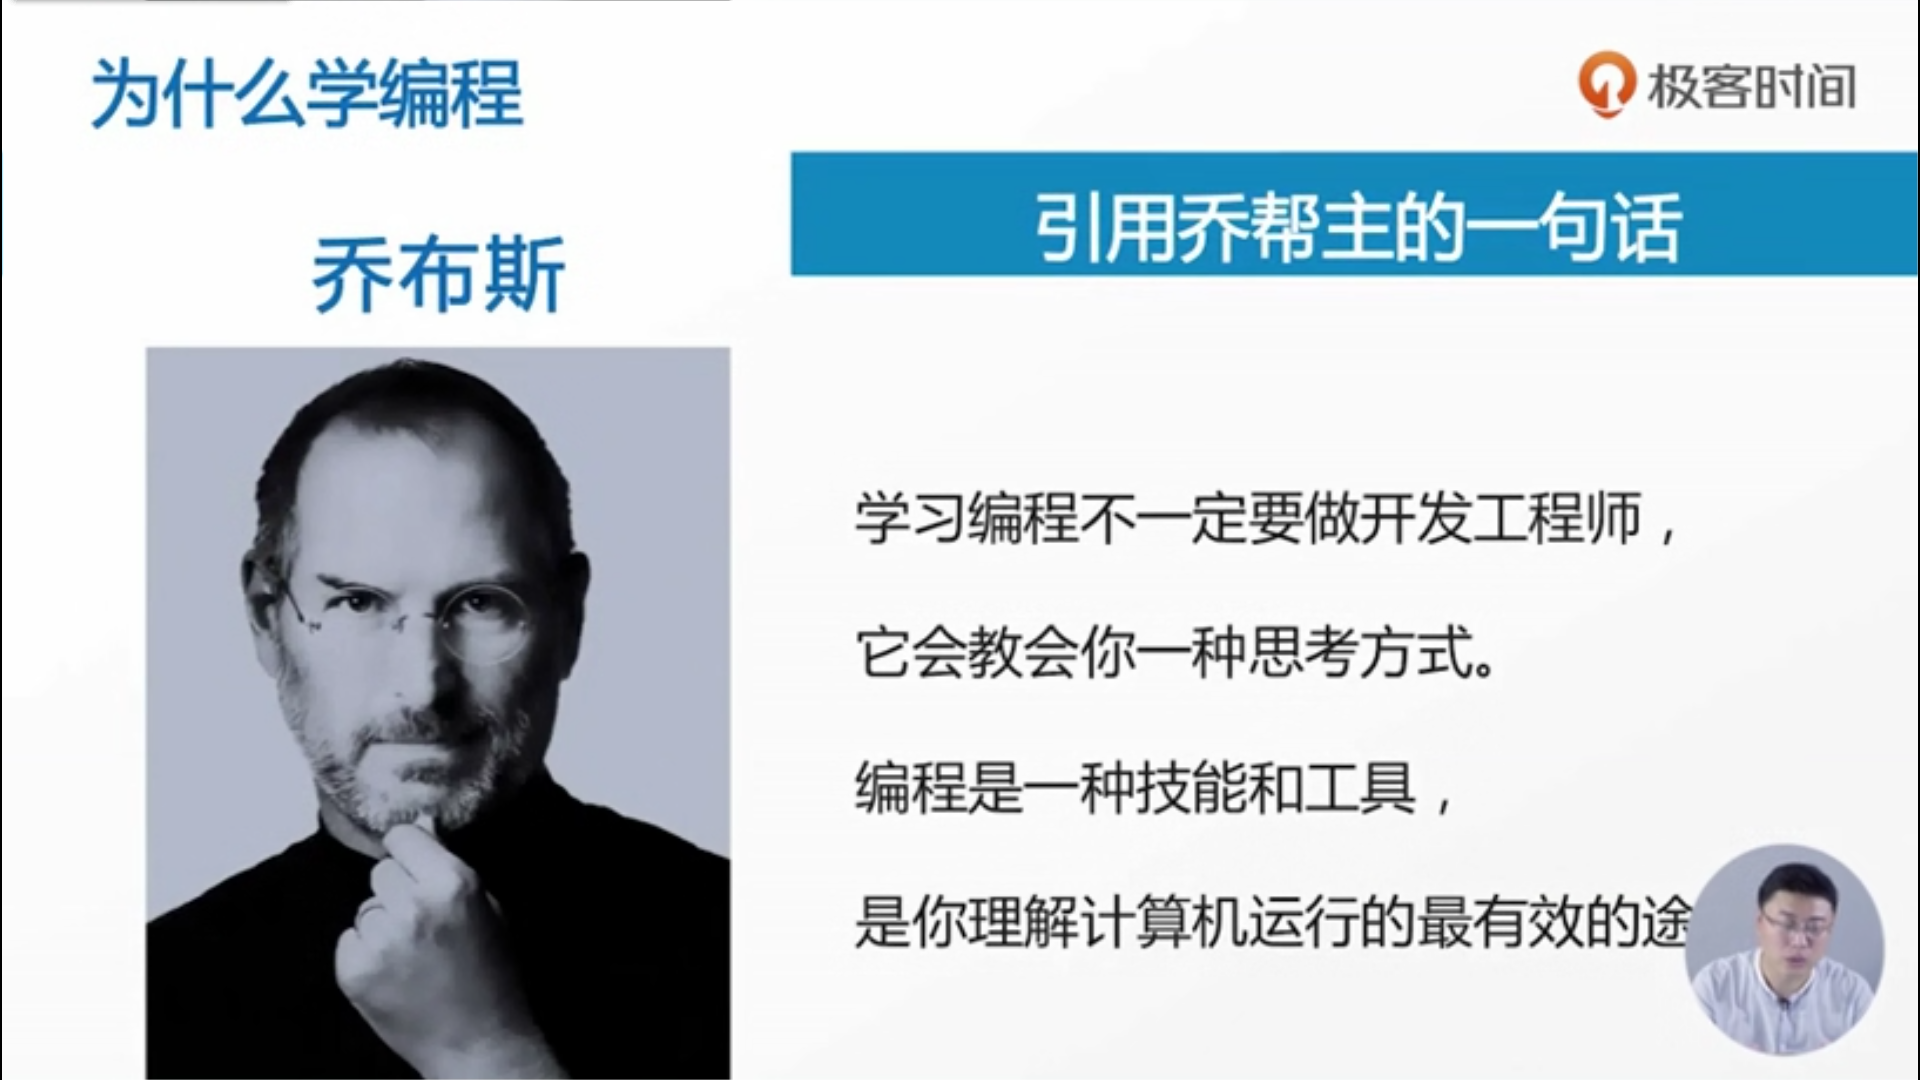 为什么学编程
极客时间
引用乔帮主的一句话
乔布斯
学习编程不一定要做开发工程师，
它会教会你一种思考方式。
编程是一种技能和工具，
是你理解计算机运行的最有效的途